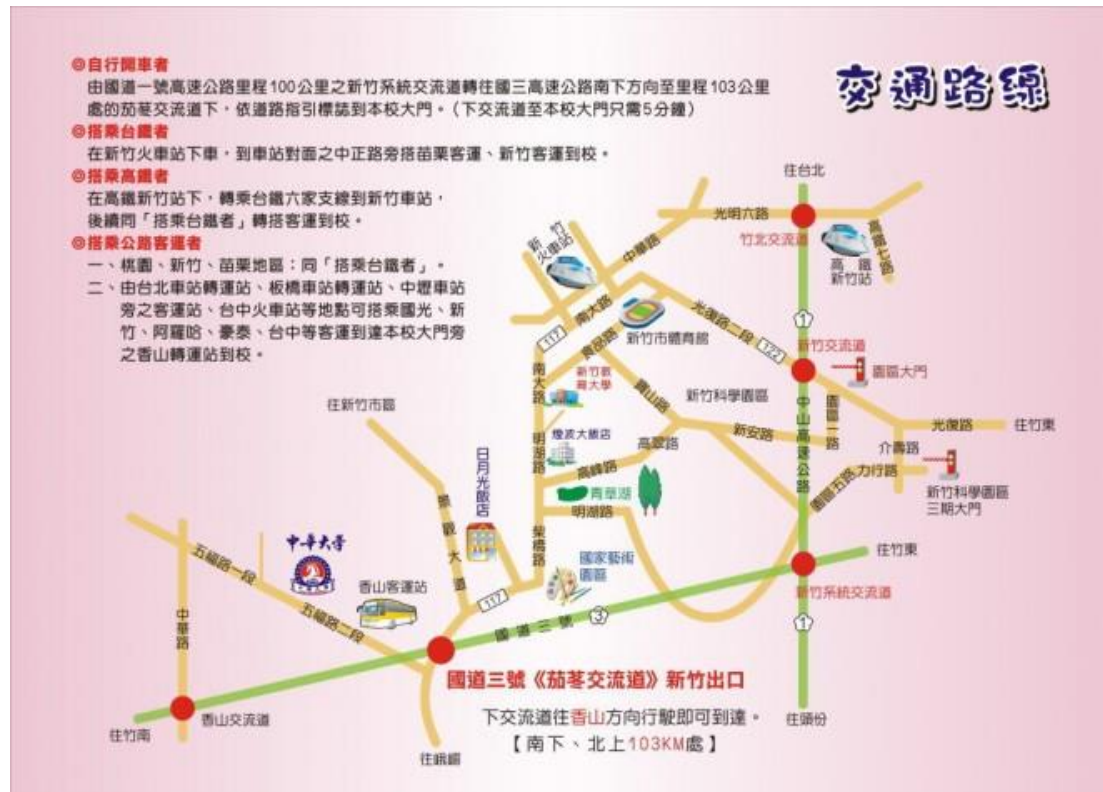 交通路線
◎自行開車者
由國道一號高速公路里程100公里之新竹系統交流道轉往國三高速公路南下方向至里程103公里
處的茄苳交流道下，依道路指引標誌到本校大門。（下交流道至本校大門只需5分鐘）
◎搭乘台鐵者
在新竹火車站下車，到車站對面之中正路旁搭苗栗客運、新竹客運到校。
◎搭乘高鐵者
在高鐵新竹站下，轉乘台鐵六家支線到新竹車站，
後續同「搭乘台鐵者」轉搭客運到校。
◎搭乘公路客運者
一、桃園、新竹、苗栗地區：同「搭乘台鐵者」。
二、由台北車站轉運站、板橋車站轉運站、中壢車站
旁之客運站、台中火車站等地點可搭乘國光、新
竹、阿羅哈、豪泰、台中等客運到達本校大門旁
之香山轉運站到校。
往台北
光明六路
竹北交流道
高鐵
新竹站
新竹
火車站
中華路
南大路
117
貴品路
新竹市體育館
光復路二段
122
1
新竹交流道
園區大門
南大路
新竹教
育大學
寶山路
新竹科學園區
中山高速公路
園區一路
光復路
往竹東
往新竹市區
明湖路
煙波大飯店
高翠路
新安路
介壽路
力行路
園區五路
新竹科學園區
三期大門
日月光飯店
高峰路
青草湖
明湖路
景觀大道
柴橋路
往竹東
五福路一段
中華大學
國家藝術
園區
香山客運站
117
新竹系統交流道
中華路
五福路二段
國道三號
3
1
國道三號《茄苳交流道》新竹出口
香山交流道
下交流道往香山方向行駛即可到達。
往頭份
往竹南
【南下、北上103KM處】
往峨嵋